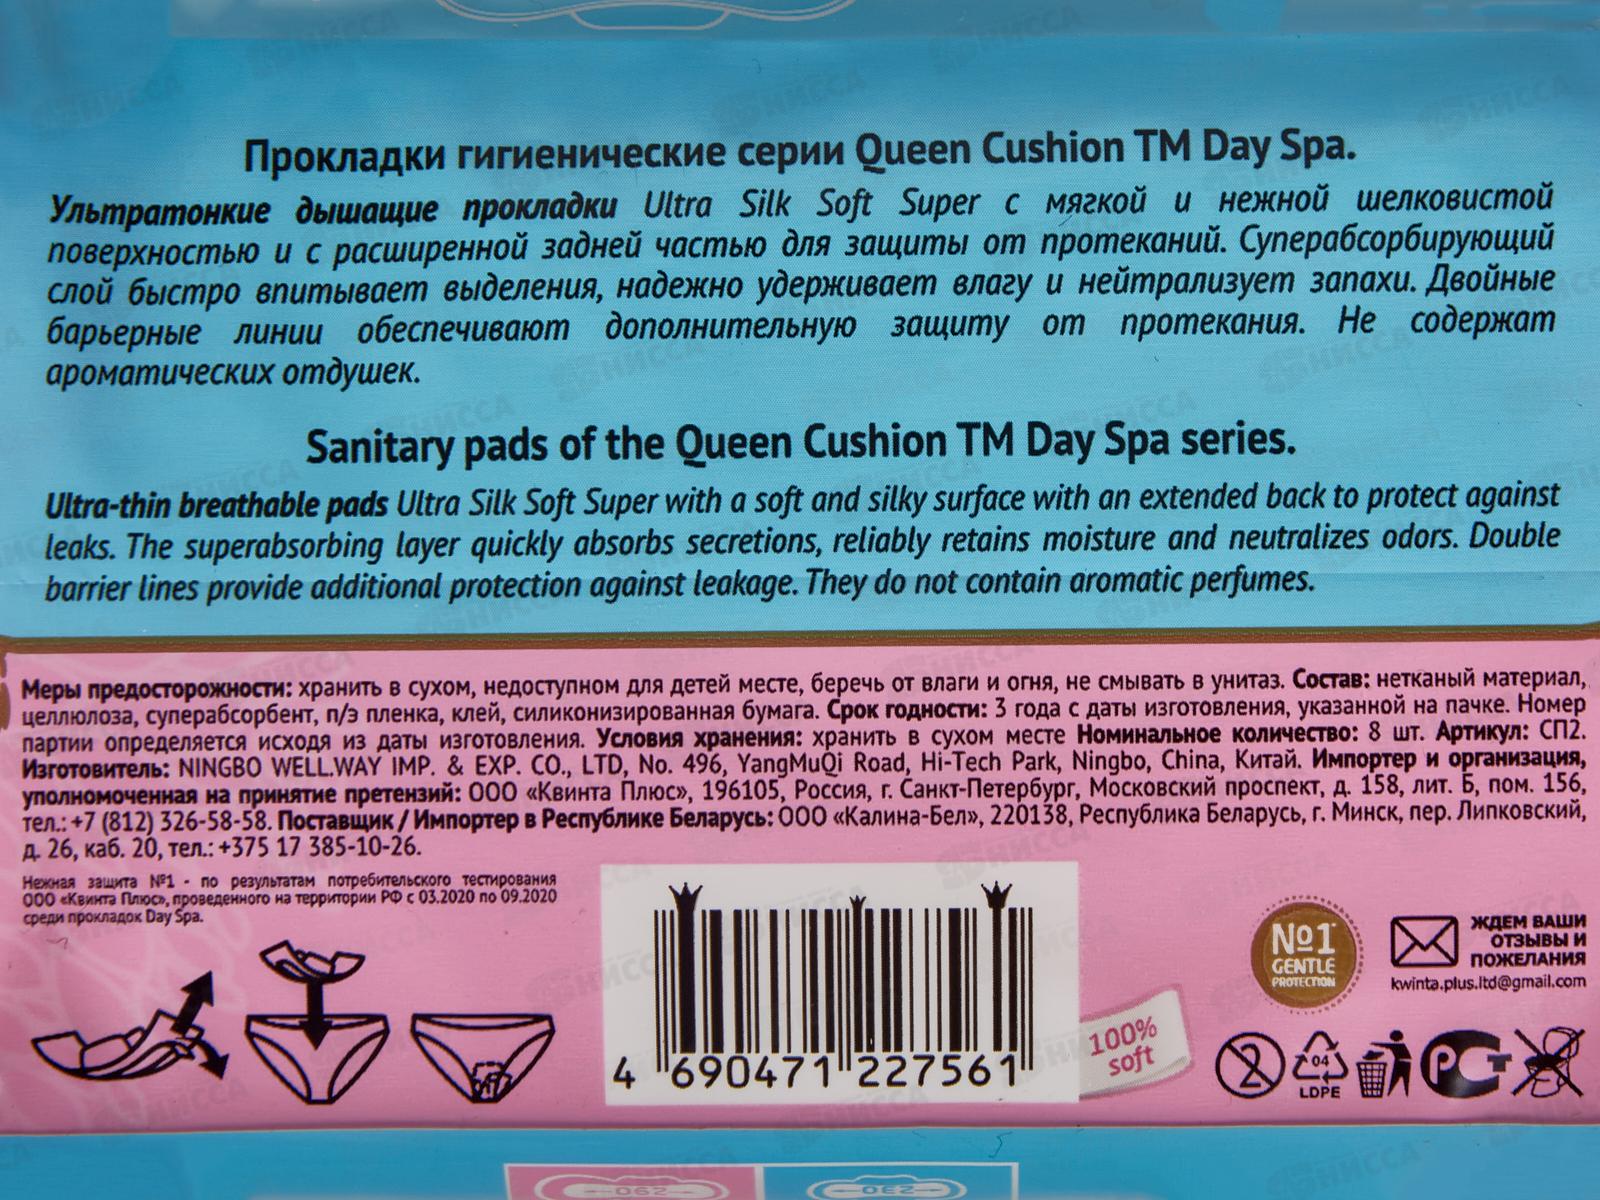 Прокладки гигиенические серии Queen Cushion TM Day Spa.
Ультратонкие дышащие прокладки Ultra Silk Soft Super с мягкой и нежной шелковистой
поверхностью и с расширенной задней частью для защиты от протеканий. Суперабсорбирующий
слой быстро впитывает выделения, надежно удерживает влагу и нейтрализует запахи. Двойные
барьерные линии обеспечивают дополнительную защиту от протекания. Не содержат
ароматических отдушек.
Sanitary pads of the Queen Cushion TM Day Spa series.
Ultra-thin breathable pads Ultra Silk Soft Super with a soft and silky surface with an extended back to protect against
leaks. The superabsorbing layer quickly absorbs secretions, reliably retains moisture and neutralizes odors. Double
barrier lines provide additional protection against leakage. They do not contain aromatic perfumes.
Меры предосторожности: хранить в сухом, недоступном для детей месте, беречь от влаги и огня, не смывать в унитаз. Состав: нетканый материал,
целлюлоза, суперабсорбент, п/э пленка, клей, силиконизированная бумага. Срок годности: 3 года с даты изготовления, указанной на пачке. Номер
партии определяется исходя из даты изготовления. Условия хранения: хранить в сухом месте Номинальное количество: 8 шт. Артикул: СП2.
Изготовитель: NINGBO WELL.WAY IMP. & EXP. CO., LTD, No. 496, YangMuQi Road, Hi-Tech Park, Ningbo, China, Китай. Импортер и организация,
уполномоченная на принятие претензий: ООО «Квинта Плюс», 196105, Россия, г. Санкт-Петербург, Московский проспект, д. 158, лит. Б, пом. 156,
тел.: +7 (812) 326-58-58. Поставщик / Импортер в Республике Беларусь: ООО «Калина-Бел», 220138, Республика Беларусь, г. Минск, пер. Липковский,
д. 26, каб. 20, тел.: +375 17 385-10-26.
Нежная защита №1 - по результатам потребительского тестирования
ООО «Квинта Плюс», проведенного на территории РФ с 03.2020 по 09.2020
среди прокладок Day Spa.
4 690471 227561
100%
soft
№1
GENTLE
PROTECTION
ЖДЕМ ВАШИ
ОТЗЫВЫ И
ПОЖЕЛАНИЯ
kwinta.plus.ltd@gmail.com
2
04
LDPE
РСТ
НИССА